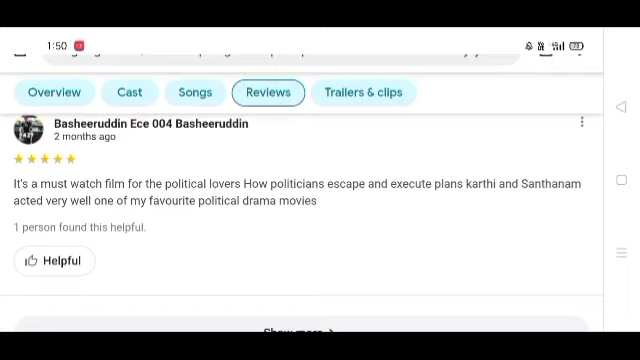 1:50
Overview Cast Songs Reviews Trailers & clips
Basheeruddin Ece 004 Basheeruddin
2 months ago
It's a must watch film for the political lovers How politicians escape and execute plans karthi and Santhanam
acted very well one of my favourite political drama movies
1 person found this helpful.
Helpful
Show more